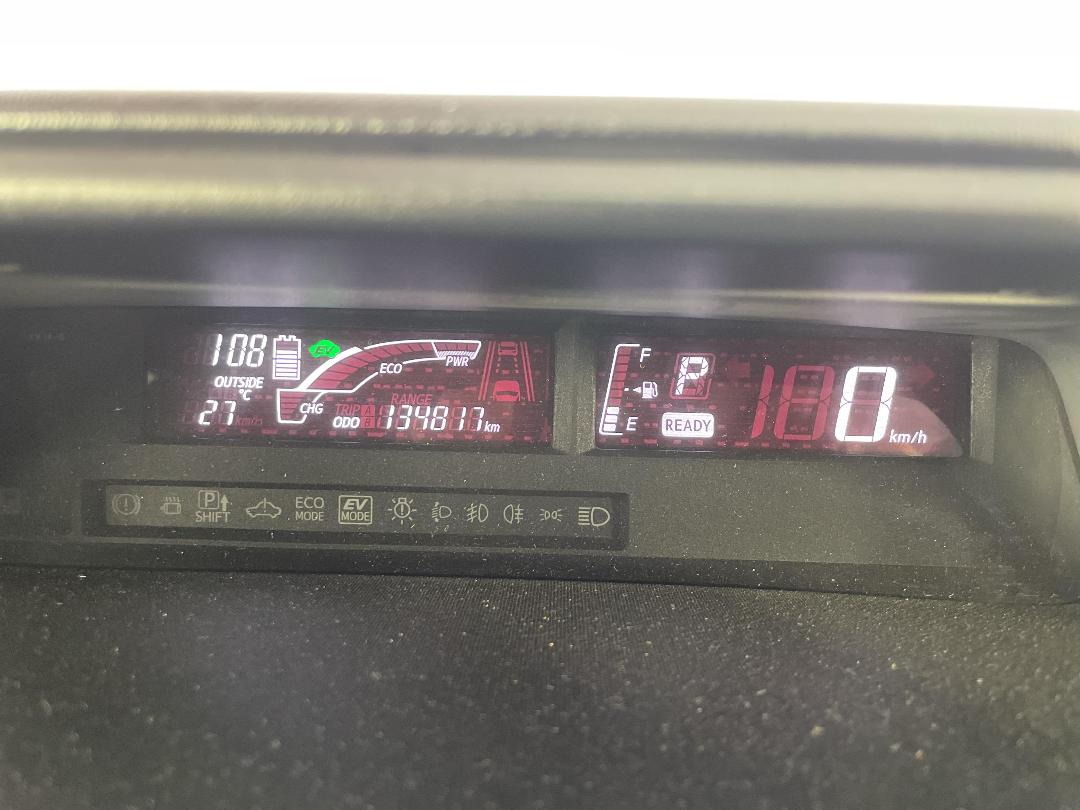 108
EV
OUTSIDE
°C
27
km/h
CHG
ECO
PWR
RANGE
TRIP A B
ODO 134817 km
F
E
P
READY
0 km/h
P
SHIFT
ECO
MODE
EV
MODE